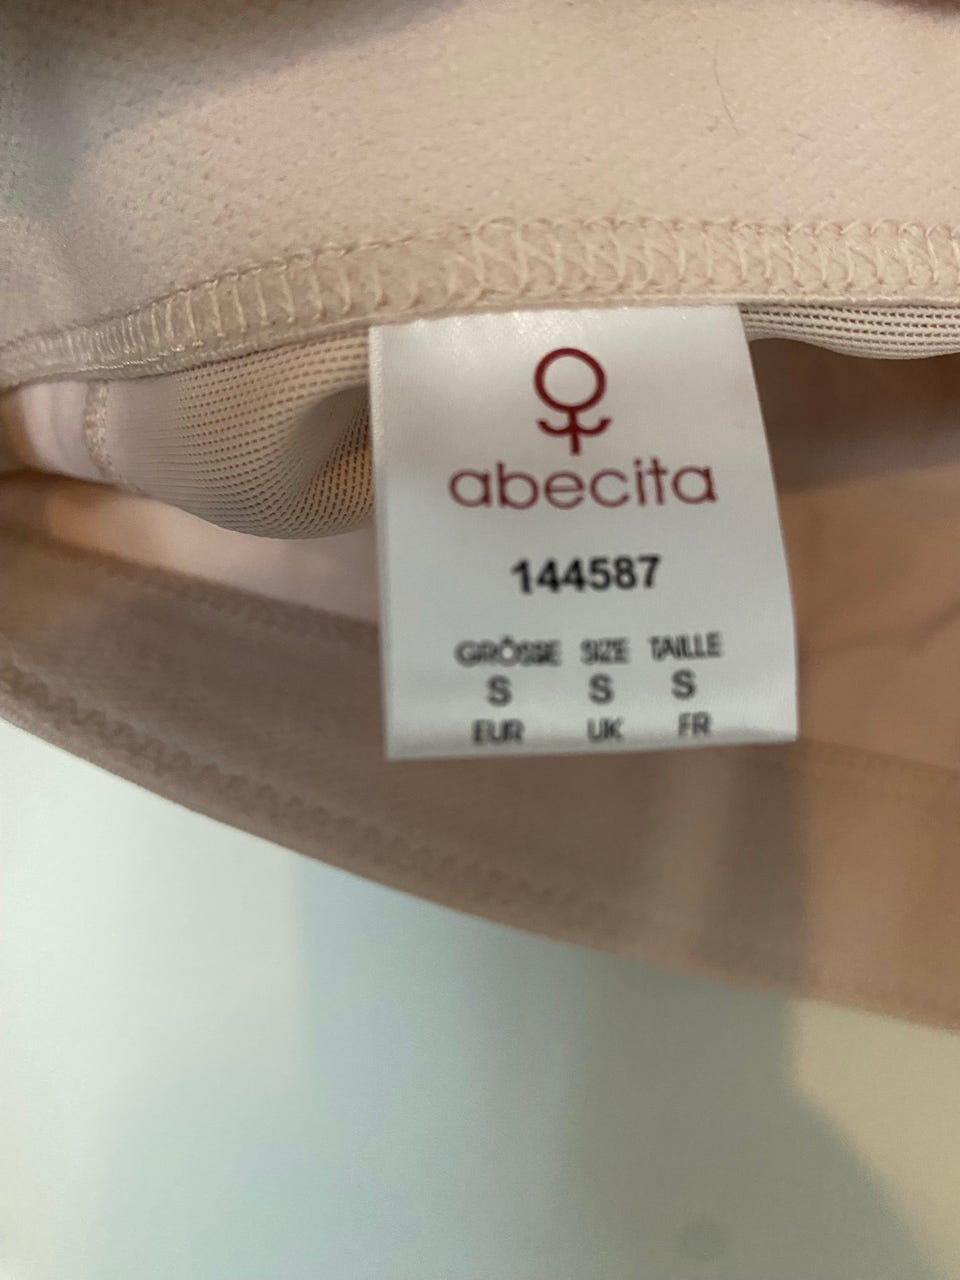 abecita
144587
GRÖSSE SIZE TAILLE
S S S
EUR UK FR